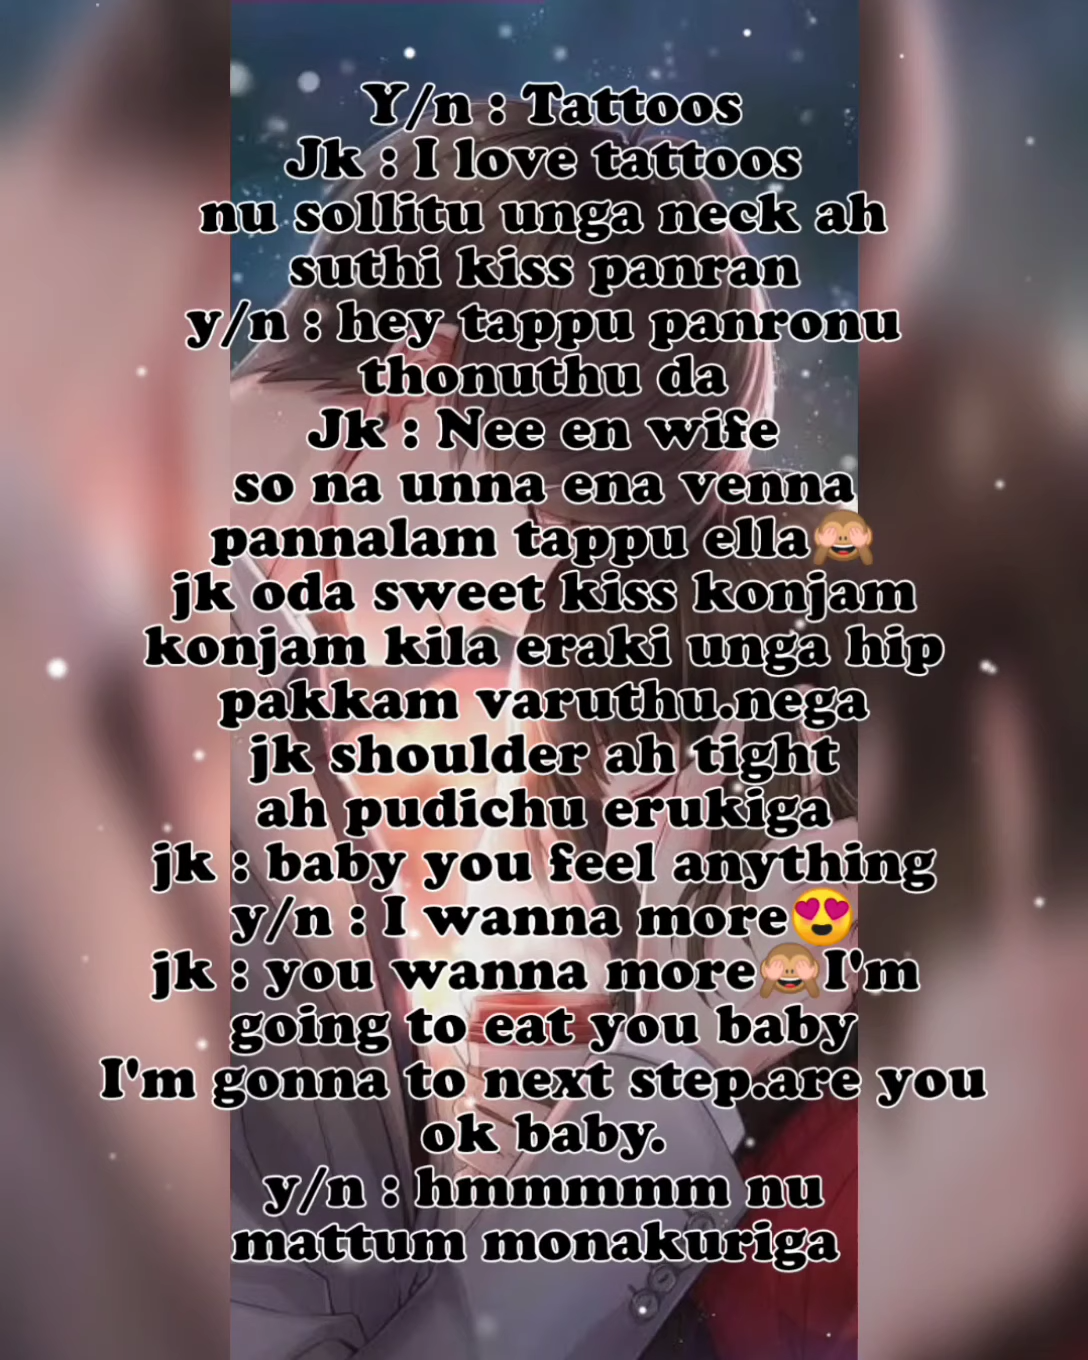 Y/n : Tattoos
Jk : I love tattoos
nu sollitu unga neck ah
suthi kiss panran
y/n : hey tappu panronu
thonuthu da
Jk : Nee en wife
so na unna ena venna
pannalam tappu ella🙈
jk oda sweet kiss konjam
konjam kila eraki unga hip
pakkam varuthu.nega
jk shoulder ah tight
ah pudichu erukiga
jk : baby you feel anything
y/n : I wanna more😍
jk : you wanna more🙈I'm
going to eat you baby
I'm gonna to next step.are you
ok baby.
y/n : hmmmmm nu
mattum monakuriga